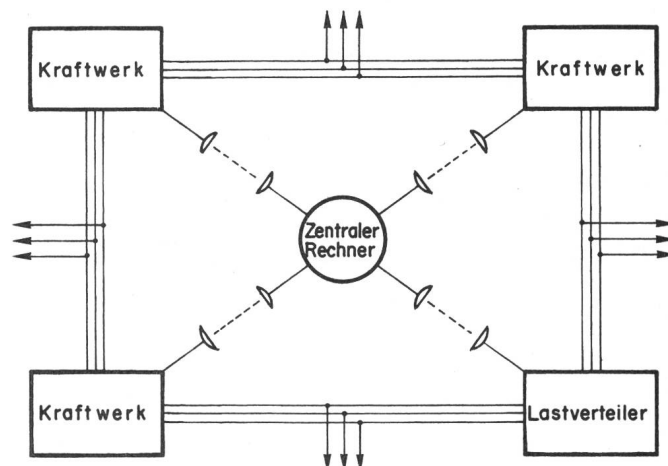 Kraftwerk
Kraftwerk
Zentraler
Rechner
Kraftwerk
Lastverteiler